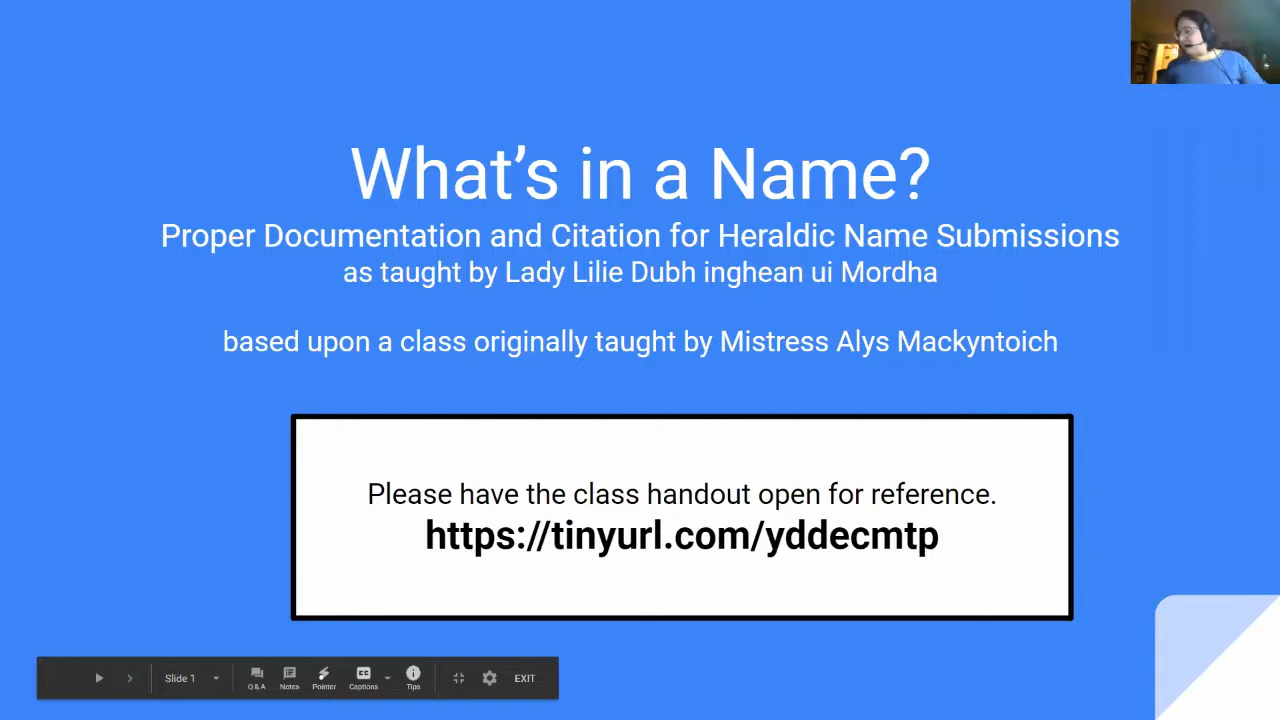 What's in a Name?
Proper Documentation and Citation for Heraldic Name Submissions
as taught by Lady Lilie Dubh inghean ui Mordha
based upon a class originally taught by Mistress Alys Mackyntoich
Please have the class handout open for reference.
https://tinyurl.com/yddecmtp
Slide 1
Q & A
Notes
Pointer
CC
Captions
Tips
EXIT